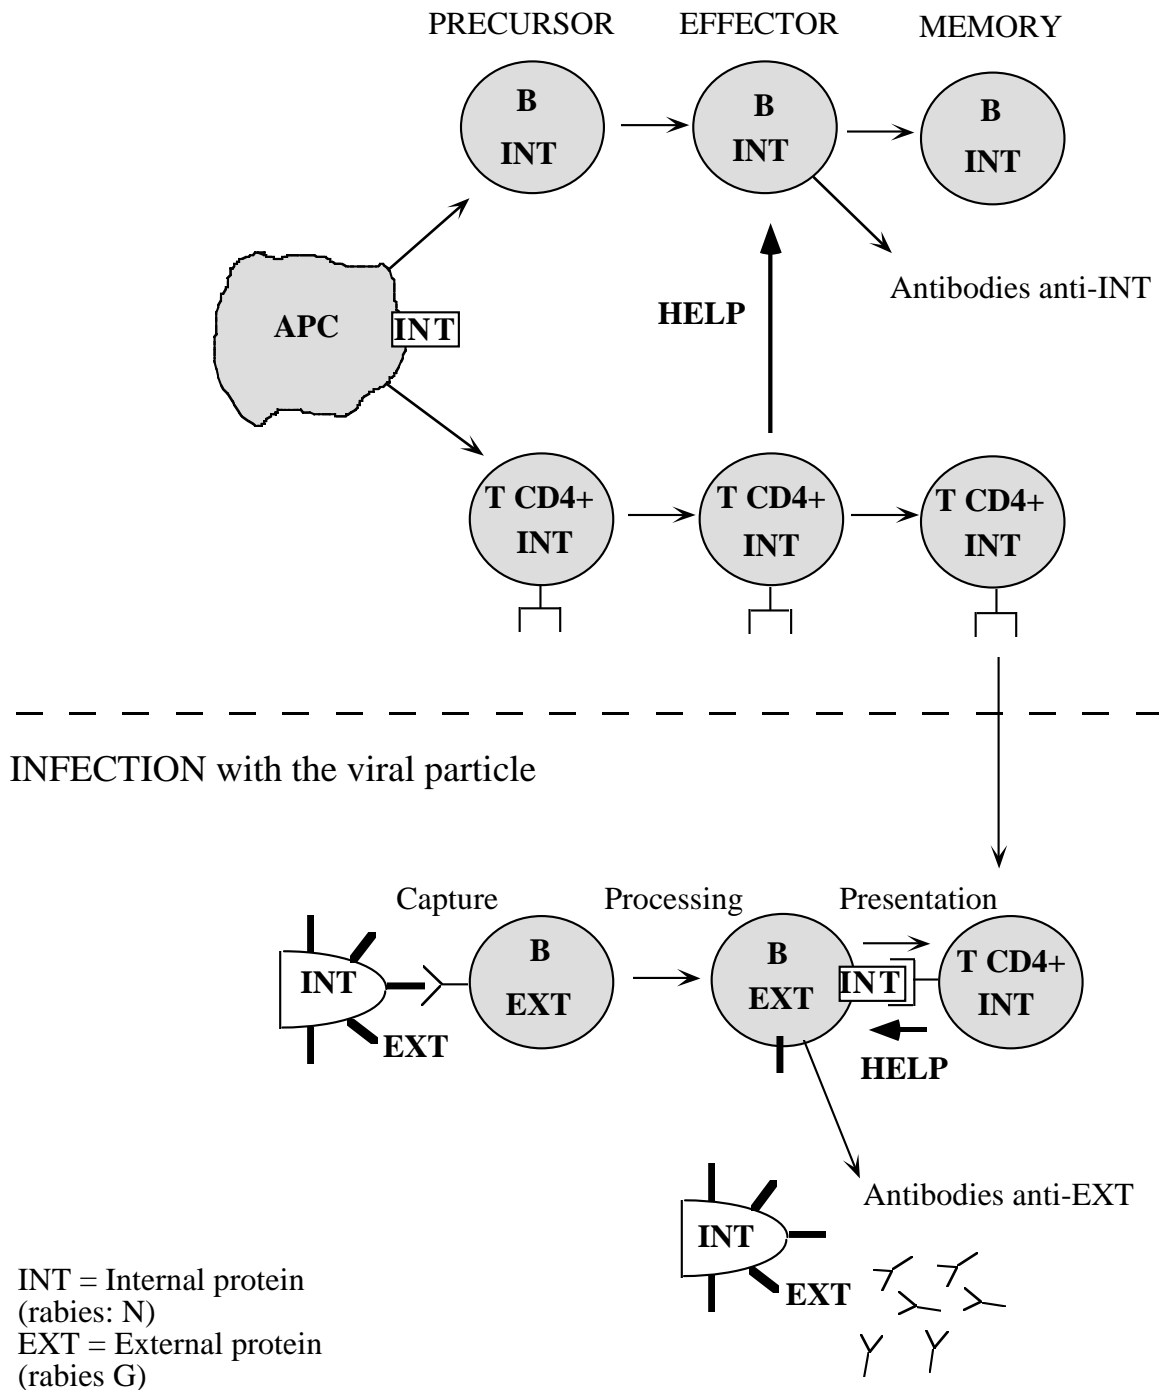 PRECURSOR EFFECTOR MEMORY
B B B
INT INT INT
Antibodies anti-INT
HELP
APC INT
T CD4+ T CD4+ T CD4+
INT INT INT
INFECTION with the viral particle
Capture Processing Presentation
B B T CD4+
INT EXT EXT INT INT
EXT
HELP
Antibodies anti-EXT
INT
EXT
INT = Internal protein
(rabies: N)
EXT = External protein
(rabies G)